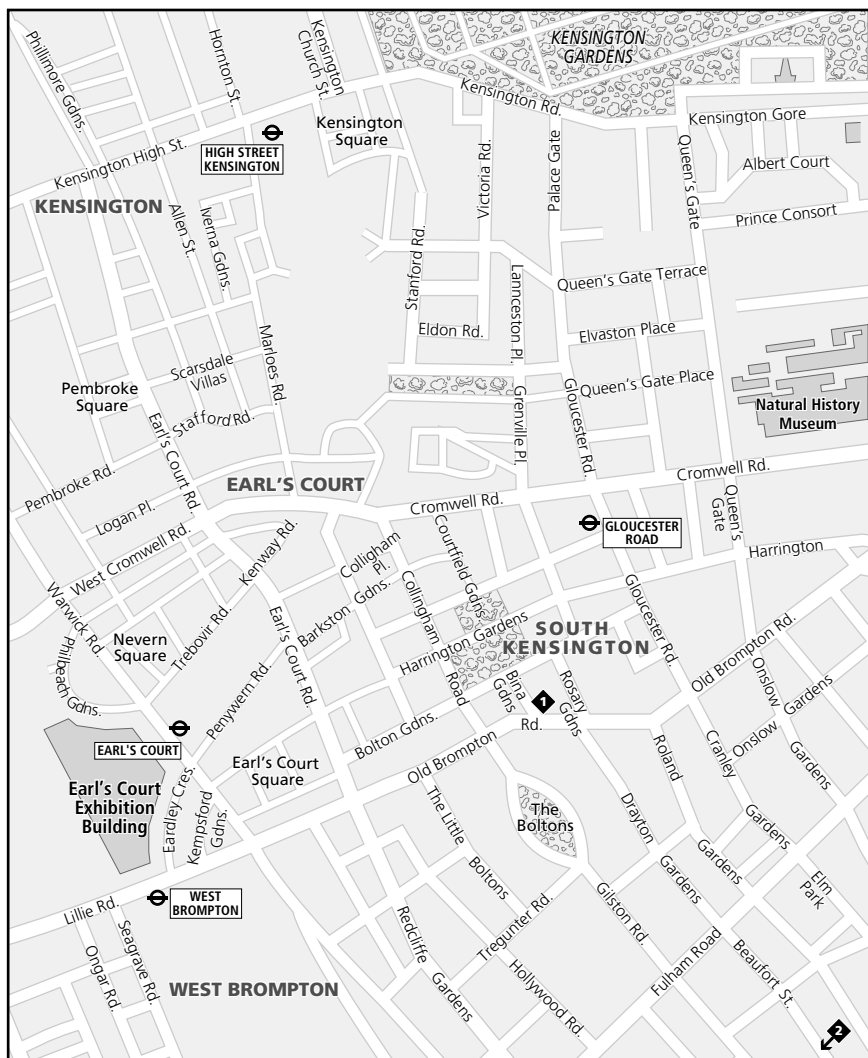 KENSINGTON
GARDENS
Phillimore Gdns.
Hornton St.
Kensington
Church St.
Kensington Rd.
Kensington
Square
HIGH STREET
KENSINGTON
Kensington High St.
KENSINGTON
Allen St.
Iverna Gdns.
Stanford Rd.
Victoria Rd.
Palace Gate
Queen's Gate
Kensington Gore
Albert Court
Prince Consort
Queen's Gate Terrace
Lannceston Pl.
Eldon Rd.
Elvaston Place
Marloes Rd.
Scarsdale
Villas
Pembroke
Square
Stafford Rd.
Earl's Court Rd.
Queen's Gate Place
Grenville Pl.
Gloucester Rd.
Natural History
Museum
Pembroke Rd.
Logan Pl.
EARL'S COURT
Cromwell Rd.
Cromwell Rd.
West Cromwell Rd.
Kenway Rd.
GLOUCESTER
ROAD
Queen's
Gate
Harrington
Warwick Rd.
Colligham
Pl.
Courtfield Gdns.
Collingham
Road
Barkston Gdns.
Trebovir Rd.
Nevern
Square
Philbeach Gdns.
Earl's Court Rd
Harrington Gardens
SOUTH
KENSINGTON
Gloucester Rd.
Old Brompton Rd.
Penywern Rd.
Bina
Gdns
1
Rosary
Gdns
Onslow
Gardens
Onslow Gardens
EARL'S COURT
Bolton Gdns.
Old Brompton
Rd.
Roland
Gardens
Cranley
Gardens
Earl's Court
Square
Earl's Court
Exhibition
Building
Eardley Cres.
Kempsford
Gdns.
The Little
Boltons
The
Boltons
Drayton
Gardens
Elm
Park
WEST
BROMPTON
Lillie Rd.
Seagrave Rd.
Ongar Rd.
Redcliffe
Gardens
Tregunter Rd.
Gilston Rd.
Hollywood Rd.
Fulham Road
Beaufort St.
WEST BROMPTON
2